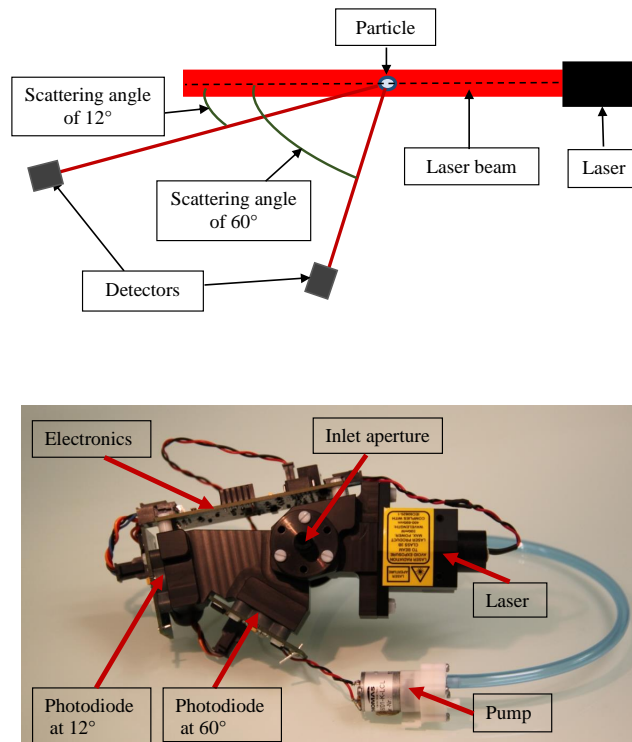 Particle
Scattering angle
of 12°
Laser beam
Laser
Scattering angle
of 60°
Detectors
Electronics
Inlet aperture
Laser
Photodiode
at 12°
Photodiode
at 60°
Pump